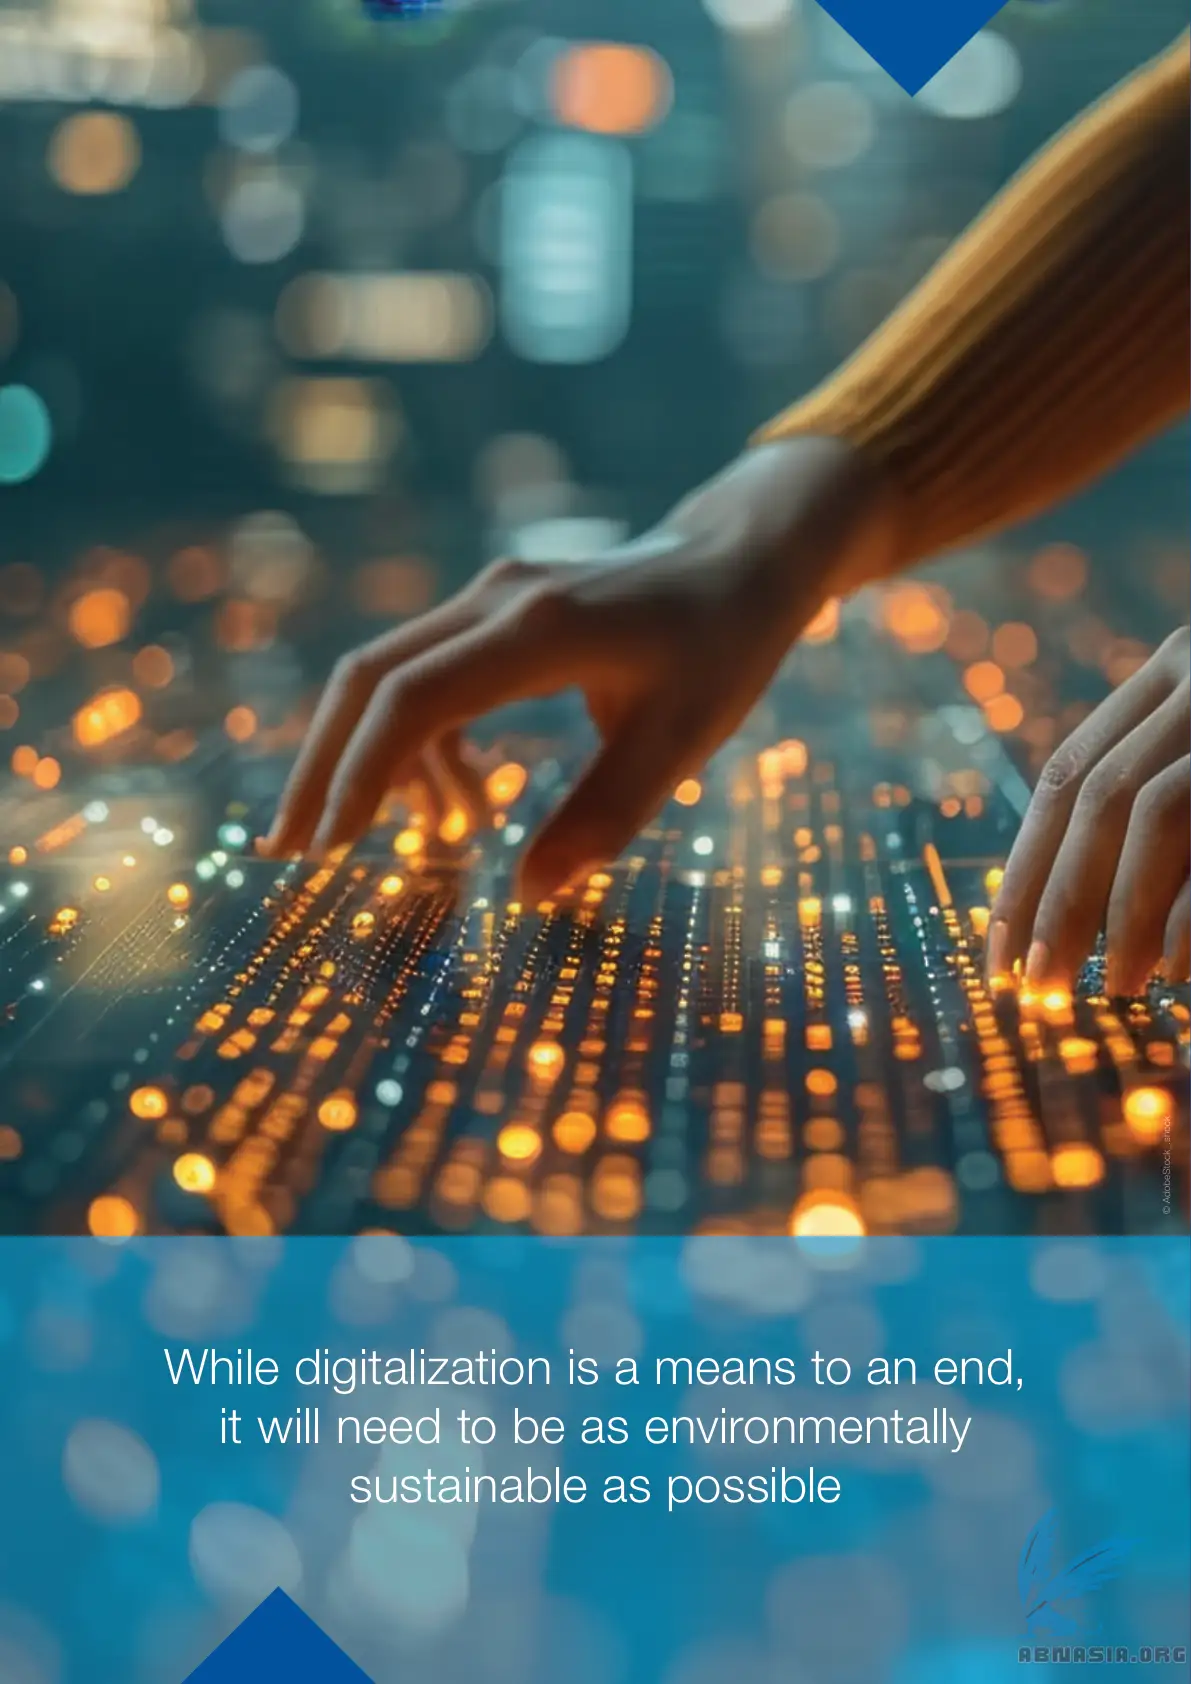 © AdobeStock_shock
While digitalization is a means to an end,
it will need to be as environmentally
sustainable as possible
ABNASIA.ORG